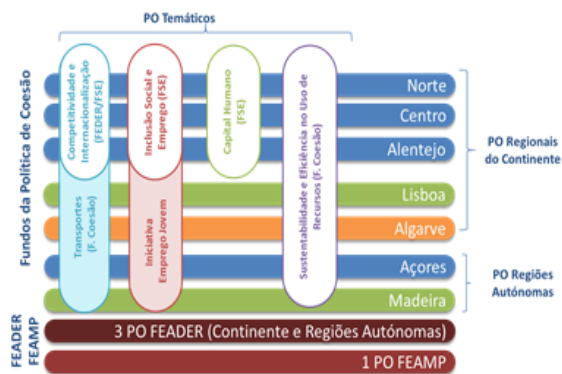 PO Temáticos
Fundos da Política de Coesão
Competitividade e
Internacionalização
(FEDER/FSE)
Transportes
(F. Coesão)
Inclusão Social e
Emprego (FSE)
Iniciativa
Emprego Jovem
Capital Humano
(FSE)
Sustentabilidade e Eficiência no Uso de
Recursos (F. Coesão)
Norte
Centro
Alentejo
Lisboa
Algarve
Açores
Madeira
PO Regionais
do Continente
PO Regiões
Autónomas
FEADER
FEAMP
3 PO FEADER (Continente e Regiões Autónomas)
1 PO FEAMP